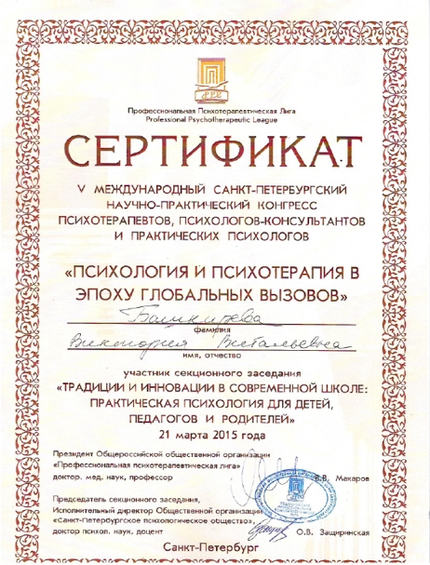 Профессиональная Психотерапевтическая Лига
Professional Psychotherapeutic League
СЕРТИФИКАТ
V МЕЖДУНАРОДНЫЙ САНКТ-ПЕТЕРБУРГСКИЙ
НАУЧНО-ПРАКТИЧЕСКИЙ КОНГРЕСС
ПСИХОТЕРАПЕВТОВ, ПСИХОЛОГОВ-КОНСУЛЬТАНТОВ
И ПРАКТИЧЕСКИХ ПСИХОЛОГОВ
«ПСИХОЛОГИЯ И ПСИХОТЕРАПИЯ В
ЭПОХУ ГЛОБАЛЬНЫХ ВЫЗОВОВ»
Башкирева
фамилия
Виктория Витальевна
имя, отчество
участник секционного заседания
«ТРАДИЦИИ И ИННОВАЦИИ В СОВРЕМЕННОЙ ШКОЛЕ:
ПРАКТИЧЕСКАЯ ПСИХОЛОГИЯ ДЛЯ ДЕТЕЙ,
ПЕДАГОГОВ И РОДИТЕЛЕЙ»
21 марта 2015 года
Президент Общероссийской общественной организации
«Профессиональная психотерапевтическая лига»
доктор. мед. наук, профессор В.В. Макаров
Председатель секционного заседания,
Исполнительный директор Общественной организации
«Санкт-Петербургское психологическое общество»,
доктор психол. наук, доцент О.В. Защиринская
Санкт-Петербург